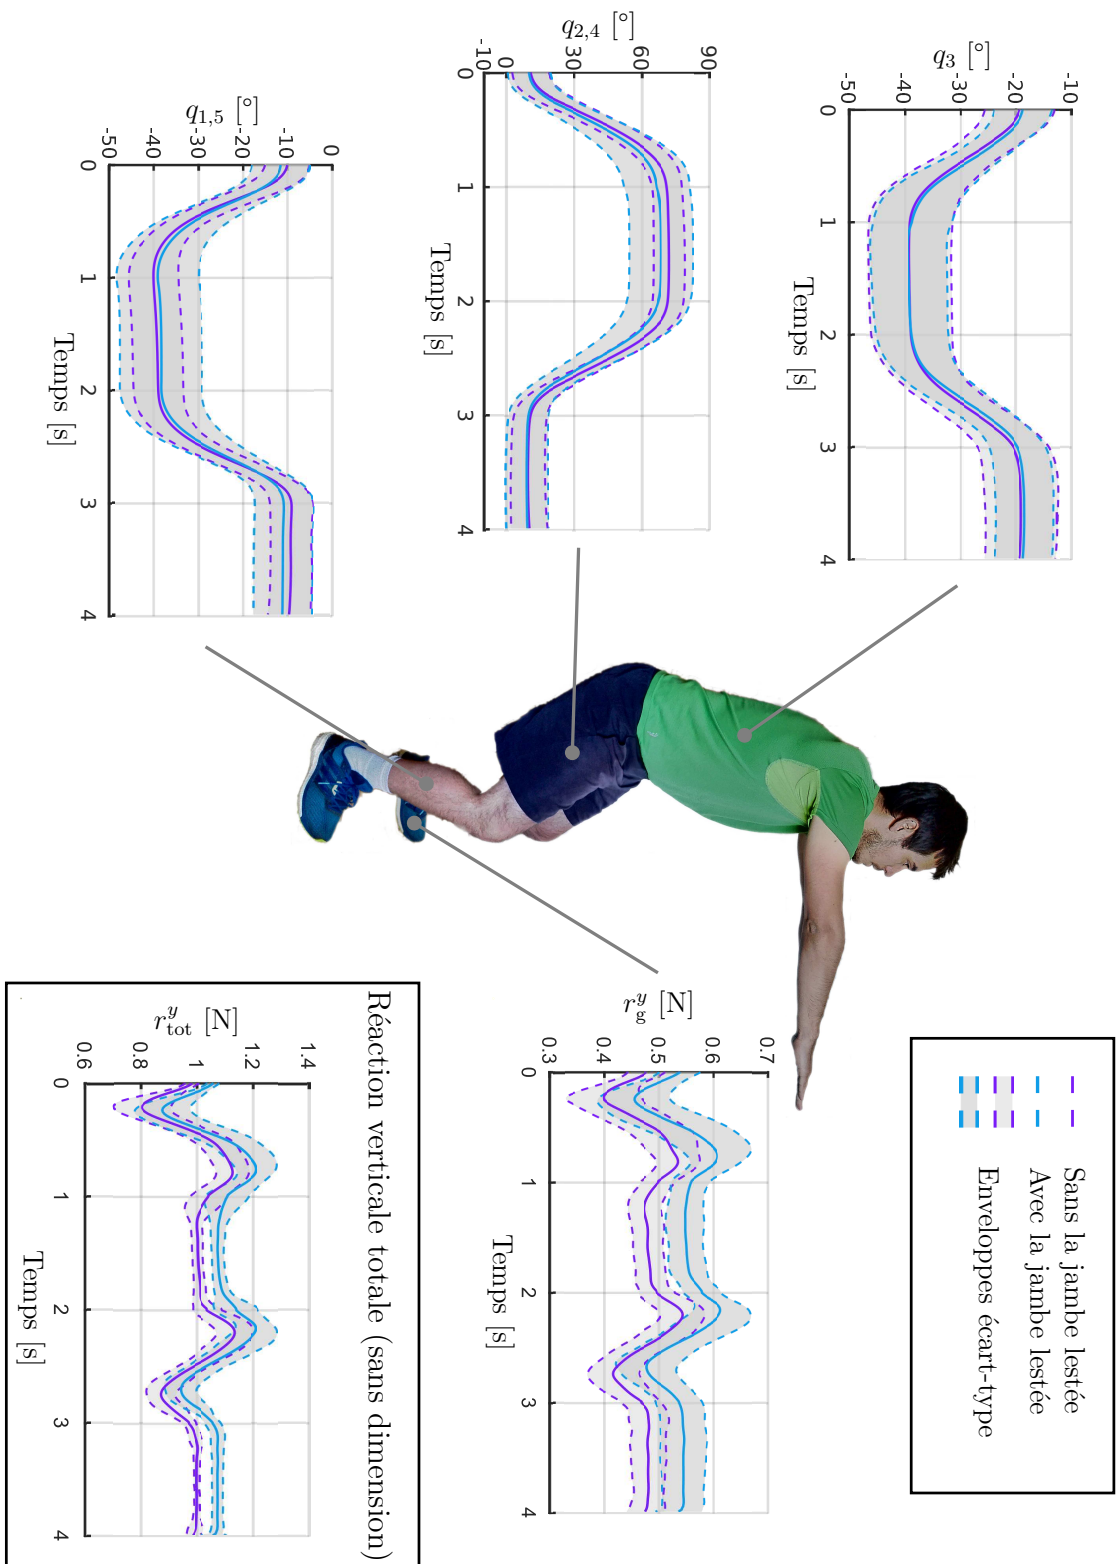 Sans la jambe lestée
Avec la jambe lestée
Enveloppes écart-type
q3 [°]
-10
-20
-30
-40
-50
0 1 2 3 4
Temps [s]
q2,4 [°]
90
60
30
0
-10
0 1 2 3 4
Temps [s]
q1,5 [°]
0
-10
-20
-30
-40
-50
0 1 2 3 4
Temps [s]
r^y [N]
0.7
0.6
0.5
0.4
0.3
0 1 2 3 4
Temps [s]
Réaction verticale totale (sans dimension)
r^y_tot [N]
1.4
1.2
1
0.8
0.6
0 1 2 3 4
Temps [s]